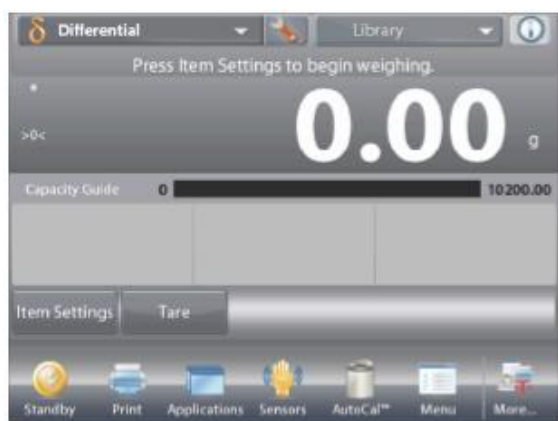 δ Differential Library
Press Item Settings to begin weighing.
*
>0<
0.00 g
Capacity Guide 0 10200.00
Item Settings Tare
Standby Print Applications Sensors AutoCal™ Menu More...